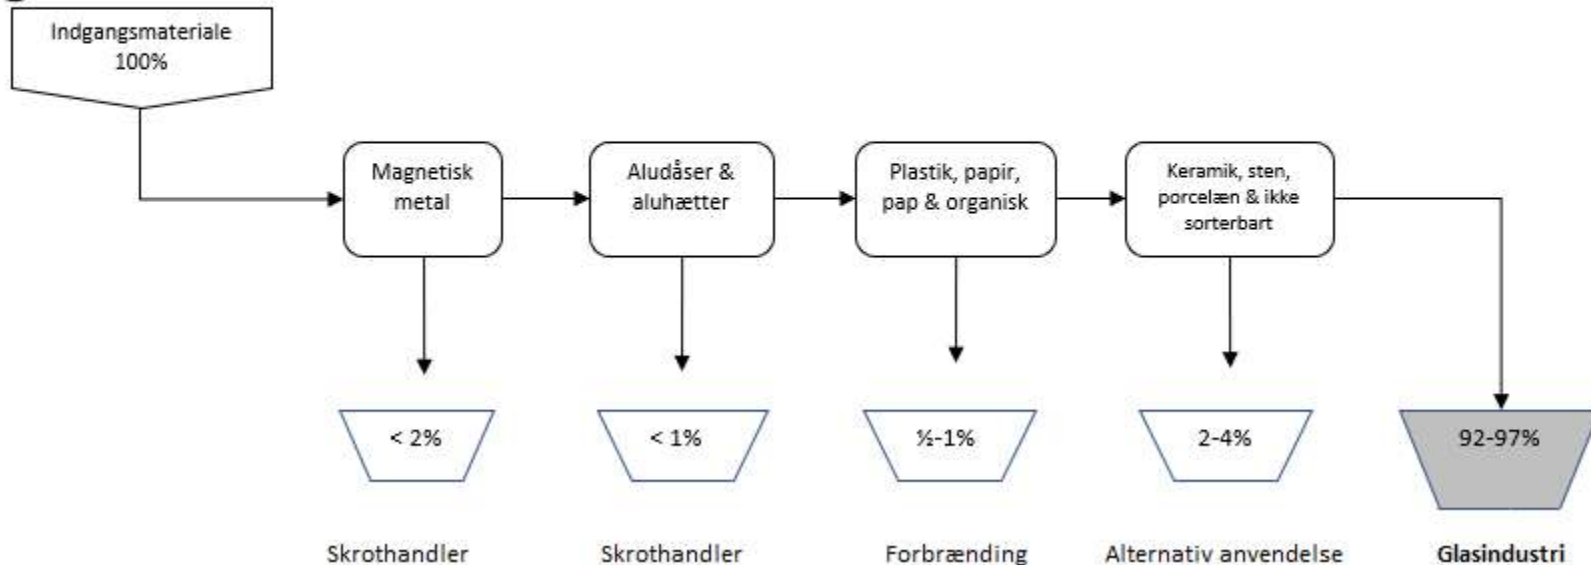 Indgangsmateriale
100%
Magnetisk
metal
Aludåser &
aluhætter
Plastik, papir,
pap & organisk
Keramik, sten,
porcelæn & ikke
sorterbart
< 2%
< 1%
½-1%
2-4%
92-97%
Skrothandler
Skrothandler
Forbrænding
Alternativ anvendelse
Glasindustri